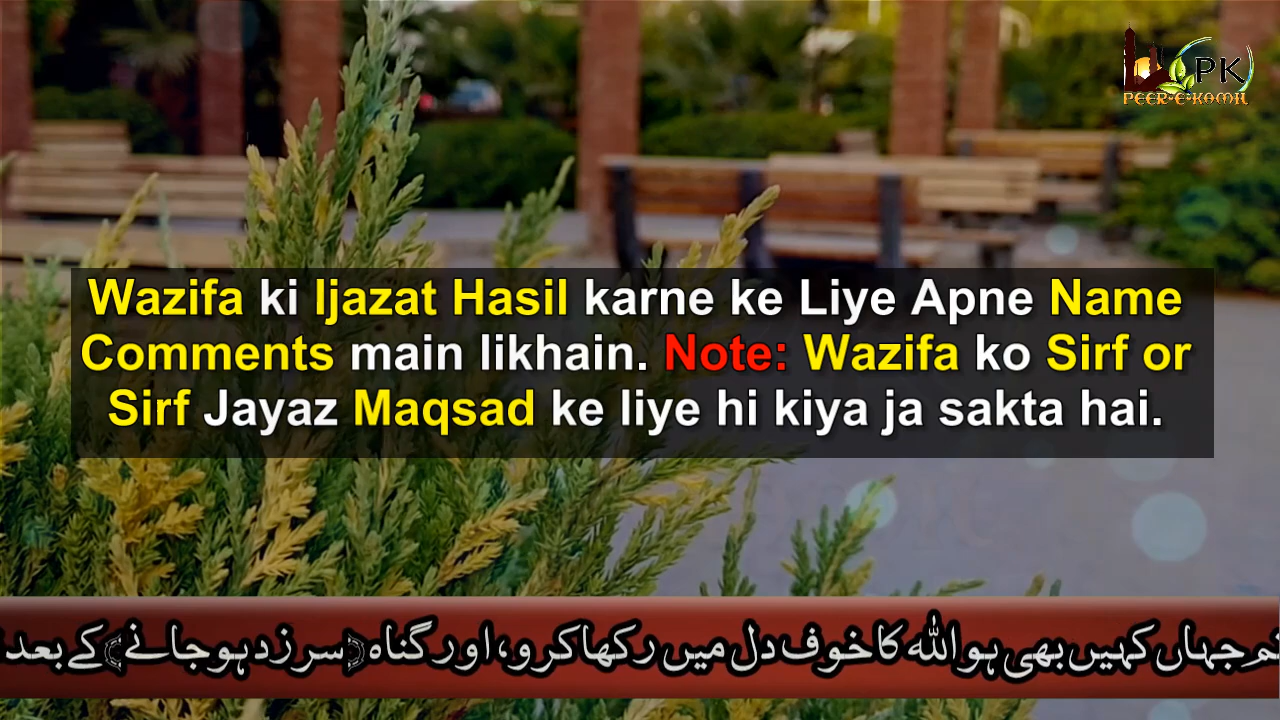 PK
PEER-E-KAMIL
Wazifa ki Ijazat Hasil karne ke Liye Apne Name
Comments main likhain. Note: Wazifa ko Sirf or
Sirf Jayaz Maqsad ke liye hi kiya ja sakta hai.
جہاں کہیں بھی ہو اللہ کا خوف دل میں رکھا کرو، اور گناہ ﴿سرزد ہو جانے﴾ کے بعد